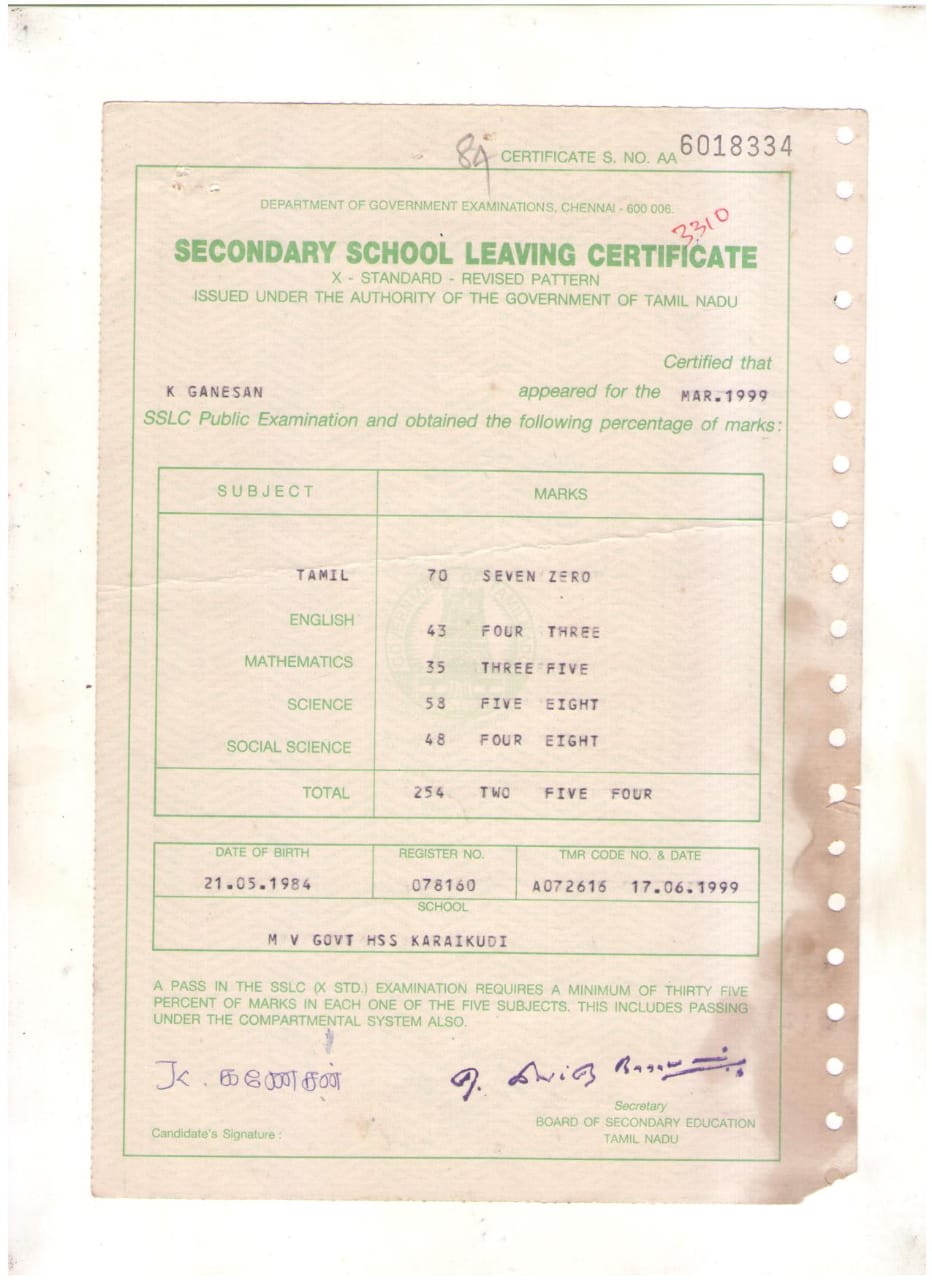 84 CERTIFICATE S. NO. AA 6018334
DEPARTMENT OF GOVERNMENT EXAMINATIONS, CHENNAI - 600 006.
3310
SECONDARY SCHOOL LEAVING CERTIFICATE
X - STANDARD - REVISED PATTERN
ISSUED UNDER THE AUTHORITY OF THE GOVERNMENT OF TAMIL NADU
Certified that
K GANESAN appeared for the MAR.1999
SSLC Public Examination and obtained the following percentage of marks:
SUBJECT MARKS
TAMIL 70 SEVEN ZERO
ENGLISH 43 FOUR THREE
MATHEMATICS 35 THREE FIVE
SCIENCE 58 FIVE EIGHT
SOCIAL SCIENCE 48 FOUR EIGHT
TOTAL 254 TWO FIVE FOUR
DATE OF BIRTH REGISTER NO. TMR CODE NO. & DATE
21.05.1984 078160 A072616 17.06.1999
SCHOOL
M V GOVT HSS KARAIKUDI
A PASS IN THE SSLC (X STD.) EXAMINATION REQUIRES A MINIMUM OF THIRTY FIVE
PERCENT OF MARKS IN EACH ONE OF THE FIVE SUBJECTS. THIS INCLUDES PASSING
UNDER THE COMPARTMENTAL SYSTEM ALSO.
K. கணேசன்
Secretary
BOARD OF SECONDARY EDUCATION
TAMIL NADU
Candidate's Signature :